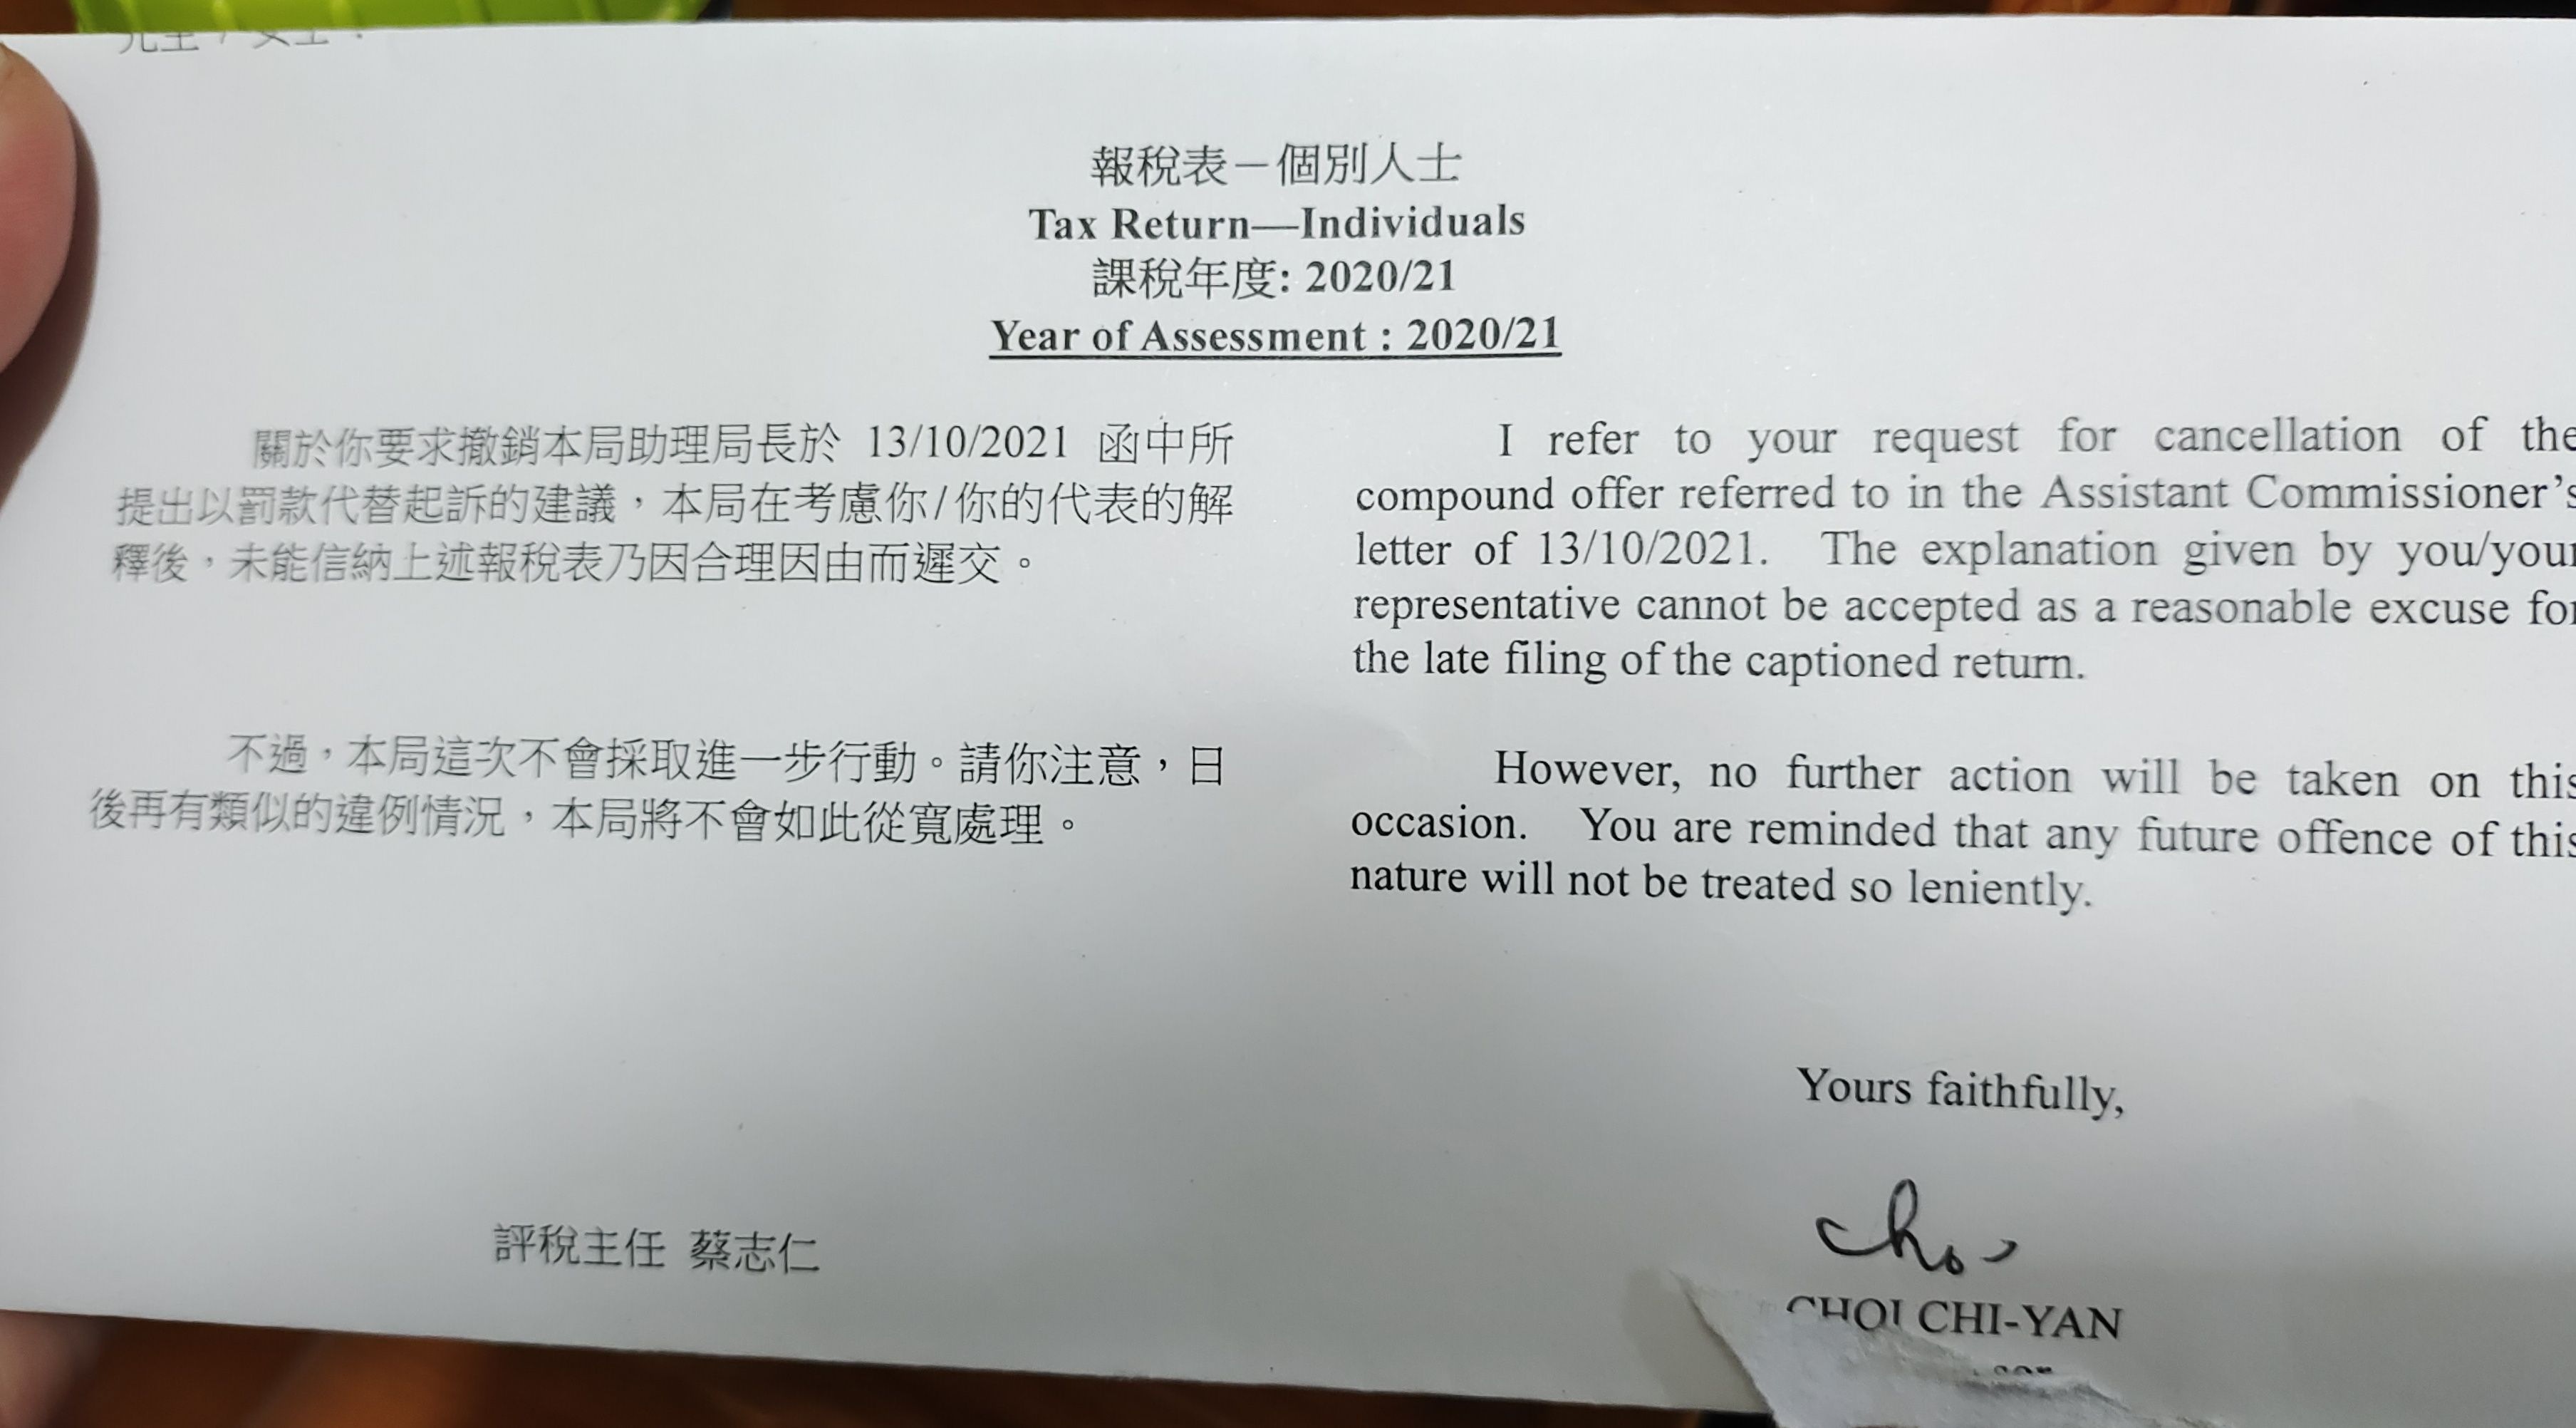 報稅表－個別人士
Tax Return—Individuals
課稅年度: 2020/21
Year of Assessment : 2020/21
關於你要求撤銷本局助理局長於 13/10/2021 函中所
提出以罰款代替起訴的建議，本局在考慮你/你的代表的解
釋後，未能信納上述報稅表乃因合理因由而遲交。
不過，本局這次不會採取進一步行動。請你注意，日
後再有類似的違例情況，本局將不會如此從寬處理。
評稅主任 蔡志仁
I refer to your request for cancellation of the
compound offer referred to in the Assistant Commissioner's
letter of 13/10/2021. The explanation given by you/your
representative cannot be accepted as a reasonable excuse for
the late filing of the captioned return.
However, no further action will be taken on this
occasion. You are reminded that any future offence of this
nature will not be treated so leniently.
Yours faithfully,
CHOI CHI-YAN